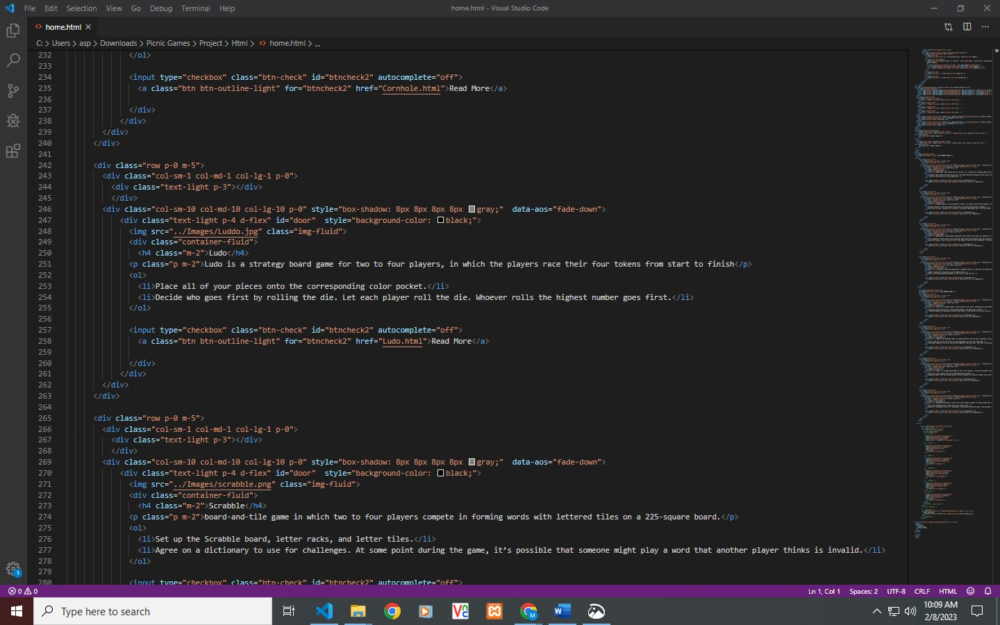 File Edit Selection View Go Debug Terminal Help
home.html - Visual Studio Code
home.html
C: > Users > asp > Downloads > Picnic Games > Project > Html > home.html > ...
232 </ol>
233
234 <input type="checkbox" class="btn-check" id="btncheck2" autocomplete="off">
235 <a class="btn btn-outline-light" for="btncheck2" href="Cornhole.html">Read More</a>
236
237 </div>
238 </div>
239 </div>
240 </div>
241
242 <div class="row p-0 m-5">
243 <div class="col-sm-1 col-md-1 col-lg-1 p-0">
244 <div class="text-light p-3"></div>
245 </div>
246 <div class="col-sm-10 col-md-10 col-lg-10 p-0" style="box-shadow: 8px 8px 8px 8px gray;" data-aos="fade-down">
247 <div class="text-light p-4 d-flex" id="door" style="background-color: black;">
248 <img src="../Images/Luddo.jpg" class="img-fluid">
249 <div class="container-fluid">
250 <h4 class="m-2">Ludo</h4>
251 <p class="p m-2">Ludo is a strategy board game for two to four players, in which the players race their four tokens from start to finish</p>
252 <ol>
253 <li>Place all of your pieces onto the corresponding color pocket.</li>
254 <li>Decide who goes first by rolling the die. Let each player roll the die. Whoever rolls the highest number goes first.</li>
255 </ol>
256
257 <input type="checkbox" class="btn-check" id="btncheck2" autocomplete="off">
258 <a class="btn btn-outline-light" for="btncheck2" href="Ludo.html">Read More</a>
259
260 </div>
261 </div>
262 </div>
263 </div>
264
265 <div class="row p-0 m-5">
266 <div class="col-sm-1 col-md-1 col-lg-1 p-0">
267 <div class="text-light p-3"></div>
268 </div>
269 <div class="col-sm-10 col-md-10 col-lg-10 p-0" style="box-shadow: 8px 8px 8px 8px gray;" data-aos="fade-down">
270 <div class="text-light p-4 d-flex" id="door" style="background-color: black;">
271 <img src="../Images/scrabble.png" class="img-fluid">
272 <div class="container-fluid">
273 <h4 class="m-2">Scrabble</h4>
274 <p class="p m-2">board-and-tile game in which two to four players compete in forming words with lettered tiles on a 225-square board.</p>
275 <ol>
276 <li>Set up the Scrabble board, letter racks, and letter tiles.</li>
277 <li>Agree on a dictionary to use for challenges. At some point during the game, it’s possible that someone might play a word that another player thinks is invalid.</li>
278 </ol>
279
280 <input type="checkbox" class="btn-check" id="btncheck2" autocomplete="off">
1
0 0
Ln 1, Col 1 Spaces: 2 UTF-8 CRLF HTML
Type here to search
10:09 AM
2/8/2023